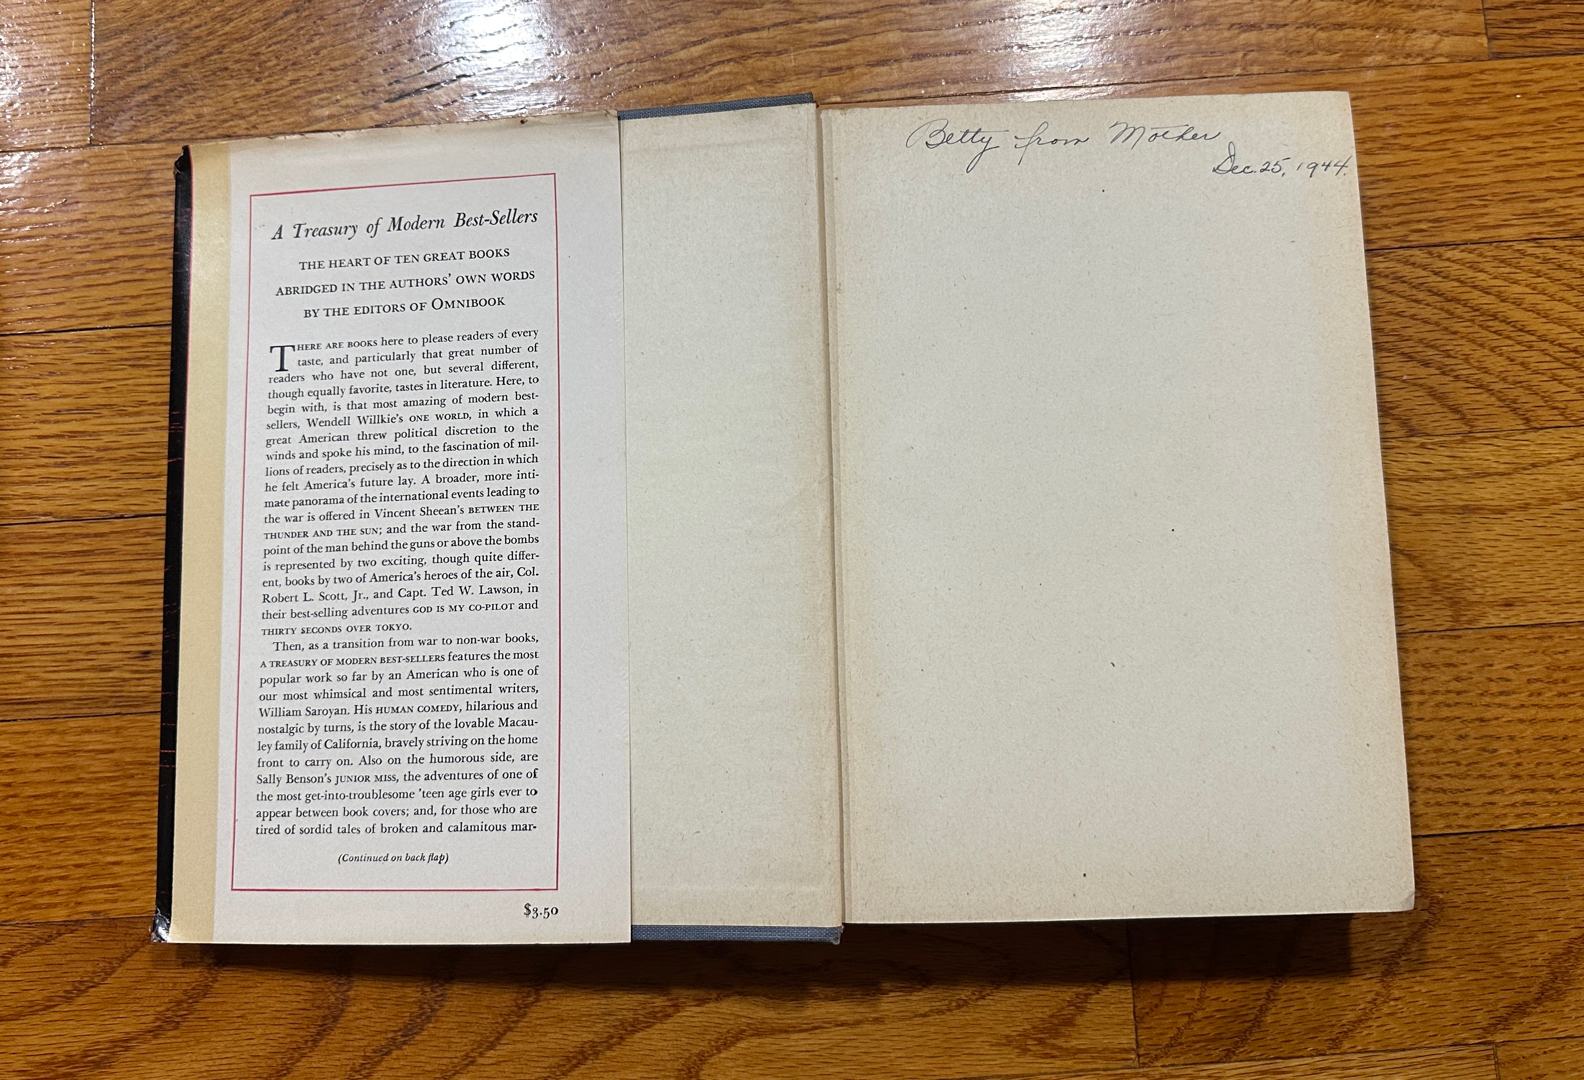 A Treasury of Modern Best-Sellers
THE HEART OF TEN GREAT BOOKS
ABRIDGED IN THE AUTHORS' OWN WORDS
BY THE EDITORS OF OMNIBOOK
THERE ARE BOOKS here to please readers of every
taste, and particularly that great number of
readers who have not one, but several different,
though equally favorite, tastes in literature. Here, to
begin with, is that most amazing of modern best-
sellers, Wendell Willkie's ONE WORLD, in which a
great American threw political discretion to the
winds and spoke his mind, to the fascination of mil-
lions of readers, precisely as to the direction in which
he felt America's future lay. A broader, more inti-
mate panorama of the international events leading to
the war is offered in Vincent Sheean's BETWEEN THE
THUNDER AND THE SUN; and the war from the stand-
point of the man behind the guns or above the bombs
is represented by two exciting, though quite differ-
ent, books by two of America's heroes of the air, Col.
Robert L. Scott, Jr., and Capt. Ted W. Lawson, in
their best-selling adventures GOD IS MY CO-PILOT and
THIRTY SECONDS OVER TOKYO.
Then, as a transition from war to non-war books,
A TREASURY OF MODERN BEST-SELLERS features the most
popular work so far by an American who is one of
our most whimsical and most sentimental writers,
William Saroyan. His HUMAN COMEDY, hilarious and
nostalgic by turns, is the story of the lovable Macau-
ley family of California, bravely striving on the home
front to carry on. Also on the humorous side, are
Sally Benson's JUNIOR MISS, the adventures of one of
the most get-into-troublesome 'teen age girls ever to
appear between book covers; and, for those who are
tired of sordid tales of broken and calamitous mar-
(Continued on back flap)
$3.50
Betty from Mother
Dec. 25, 1944.